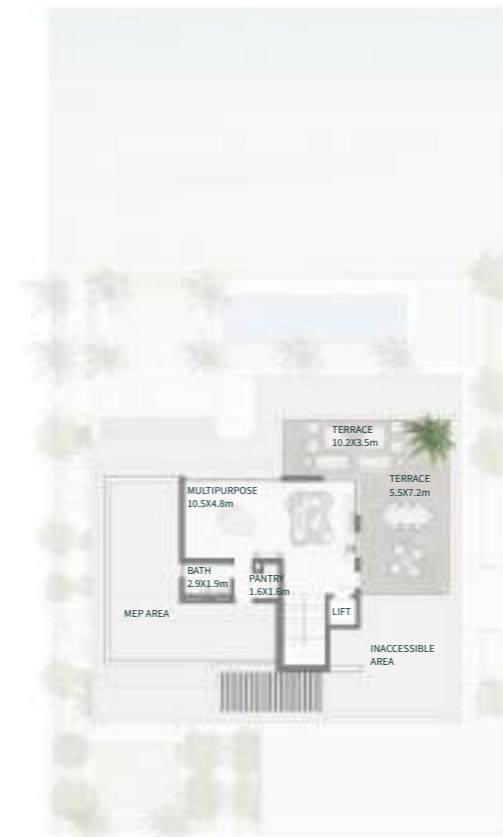 TERRACE
10.2X3.5m
TERRACE
5.5X7.2m
MULTIPURPOSE
10.5X4.8m
BATH
2.9X1.9m
PANTRY
1.6X1.6m
MEP AREA
LIFT
INACCESSIBLE
AREA